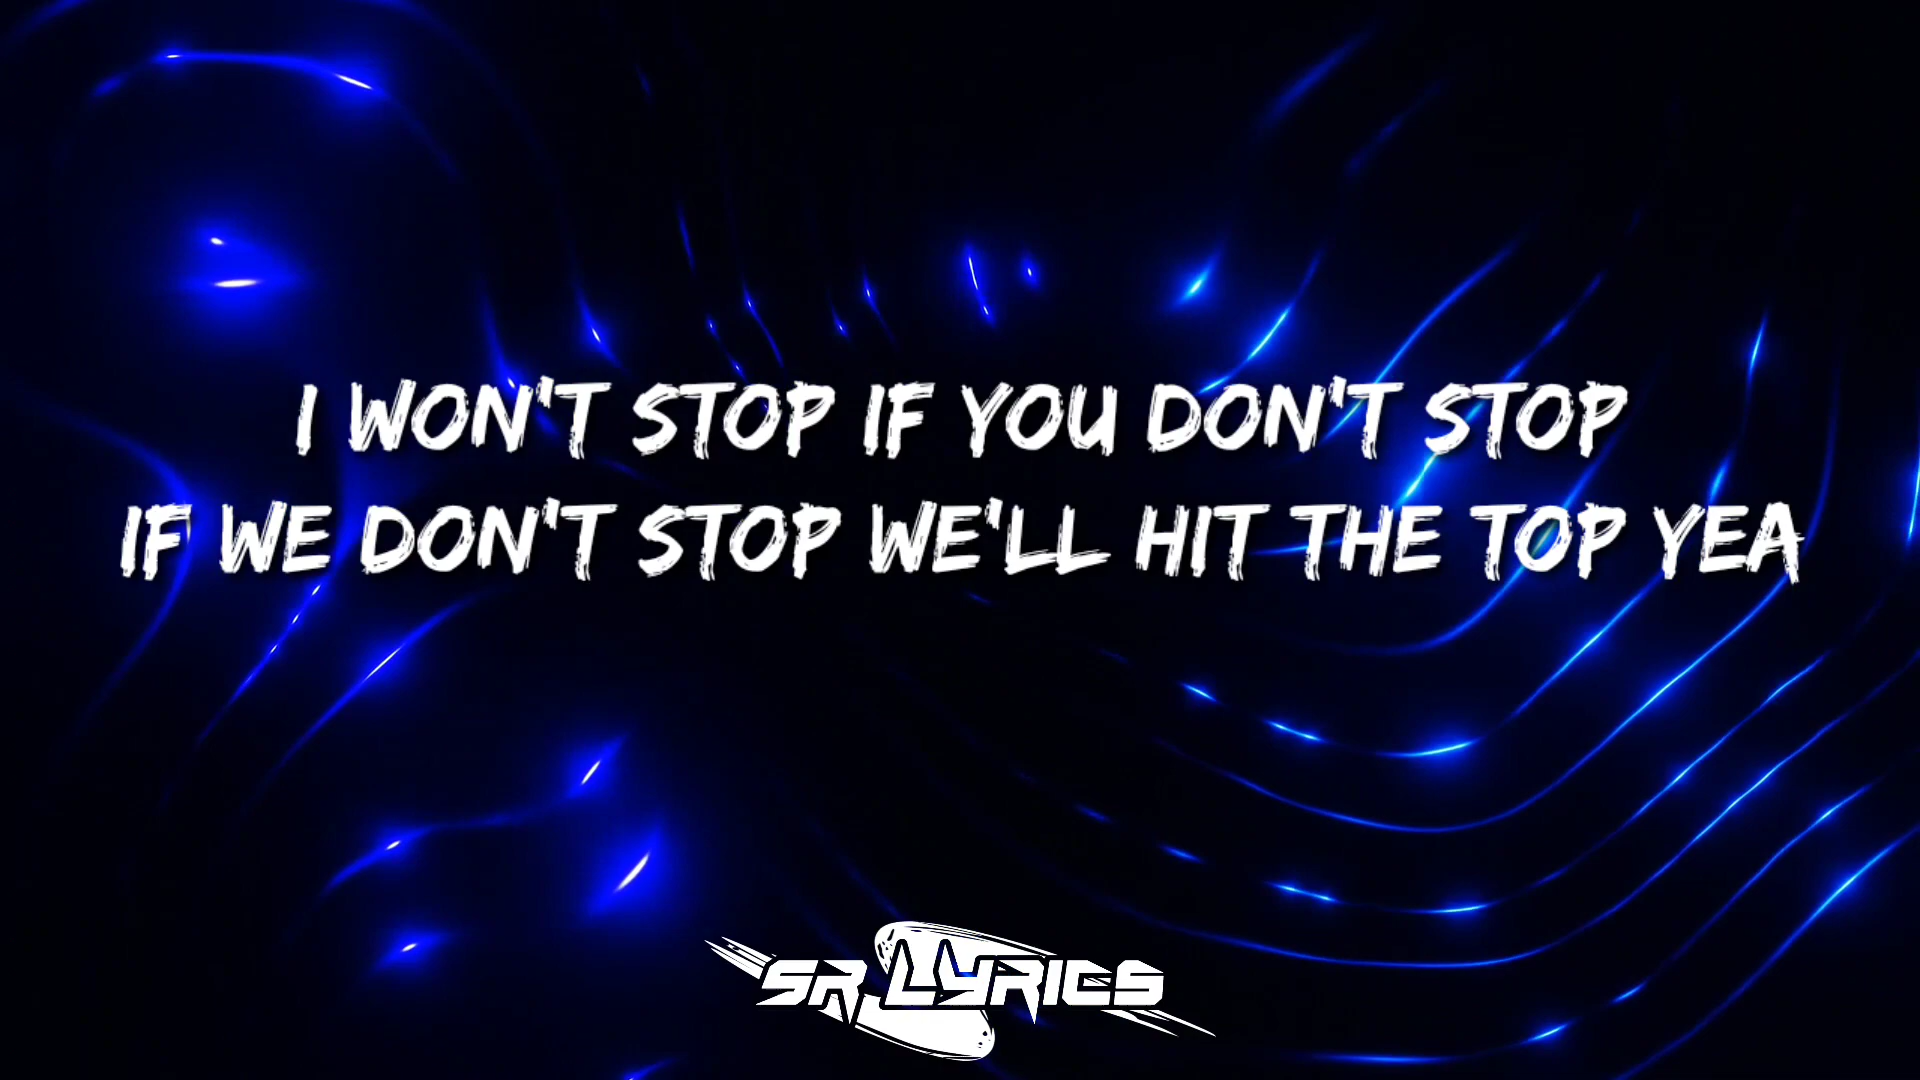 I WON'T STOP IF YOU DON'T STOP
IF WE DON'T STOP WE'LL HIT THE TOP YEA
SR LYRICS